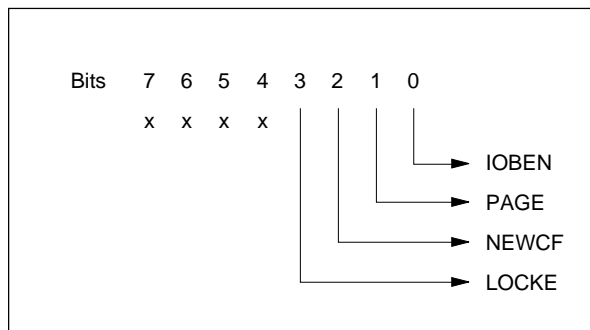 Bits 7 6 5 4 3 2 1 0
x x x x
IOBEN
PAGE
NEWCF
LOCKE